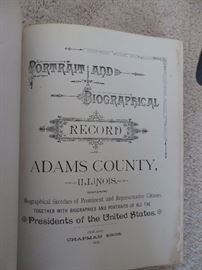 PORTRAIT AND
BIOGRAPHICAL
RECORD
ADAMS COUNTY,
ILLINOIS,
Biographical Sketches of Prominent and Representative Citizens,
TOGETHER WITH BIOGRAPHIES AND PORTRAITS OF ALL THE
Presidents of the United States.
CHICAGO
CHAPMAN BROS.